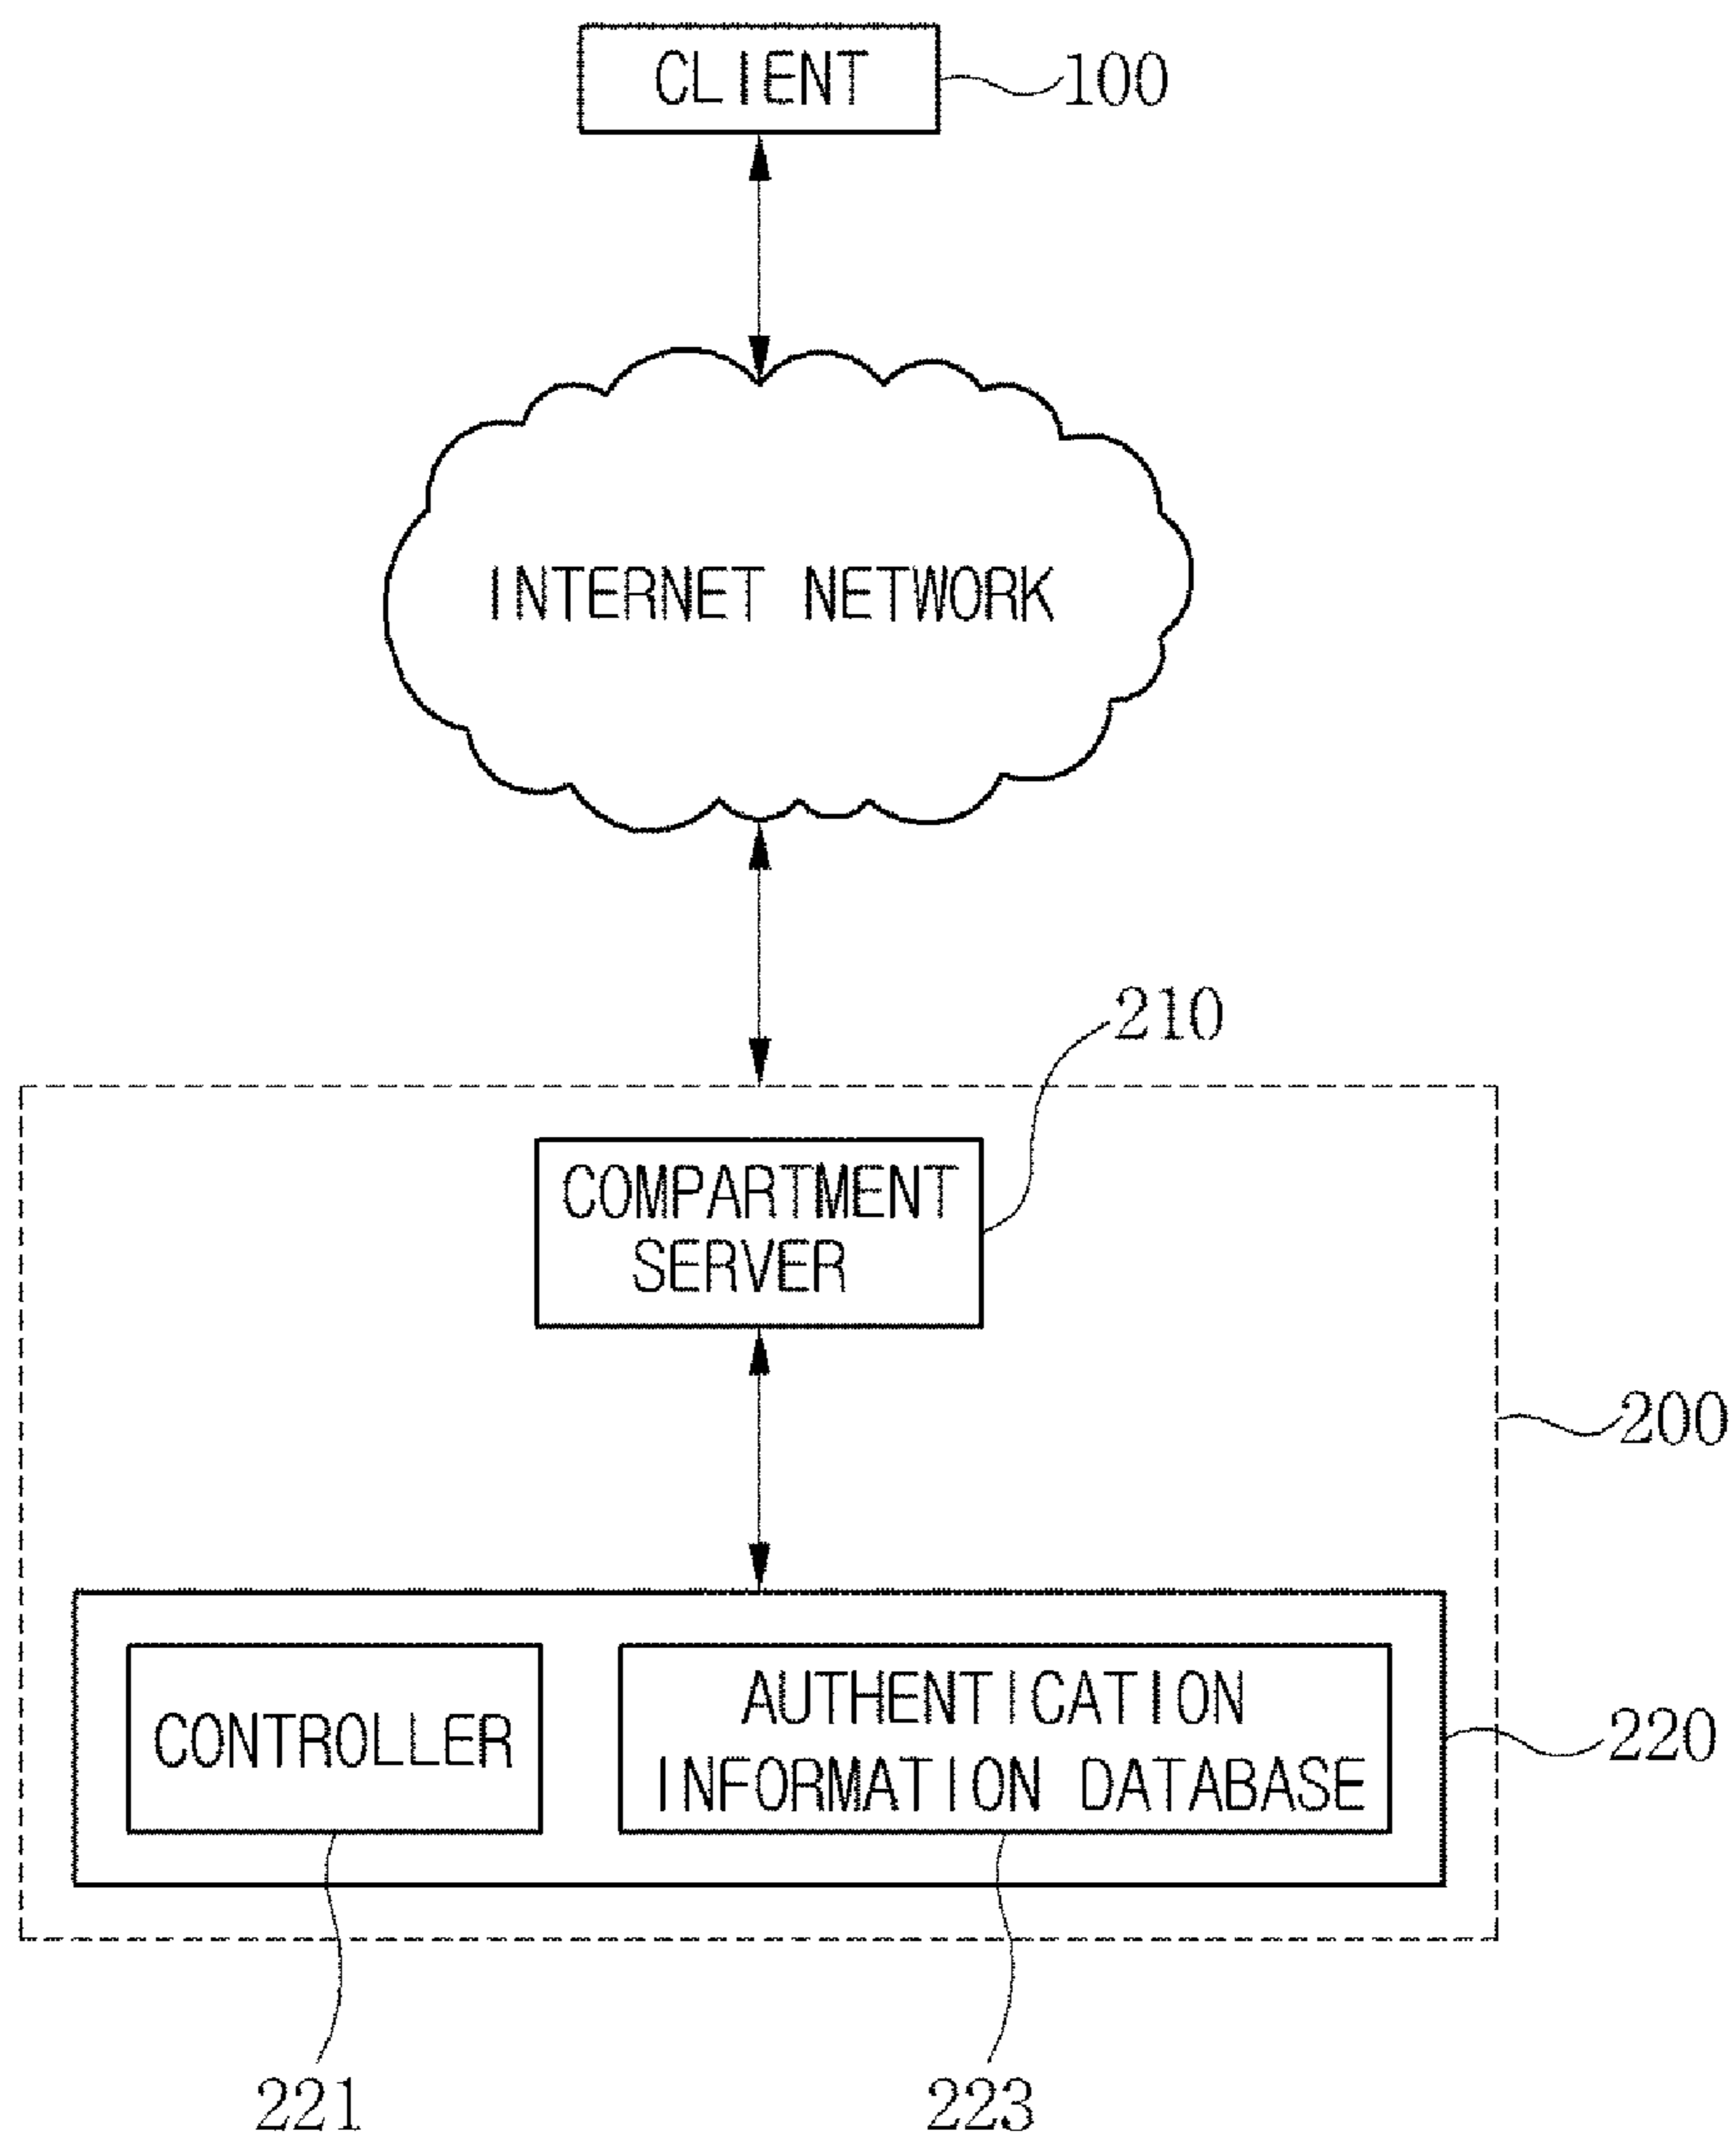 CLIENT
100
INTERNET NETWORK
210
COMPARTMENT
SERVER
200
CONTROLLER
AUTHENTICATION
INFORMATION DATABASE
220
221
223